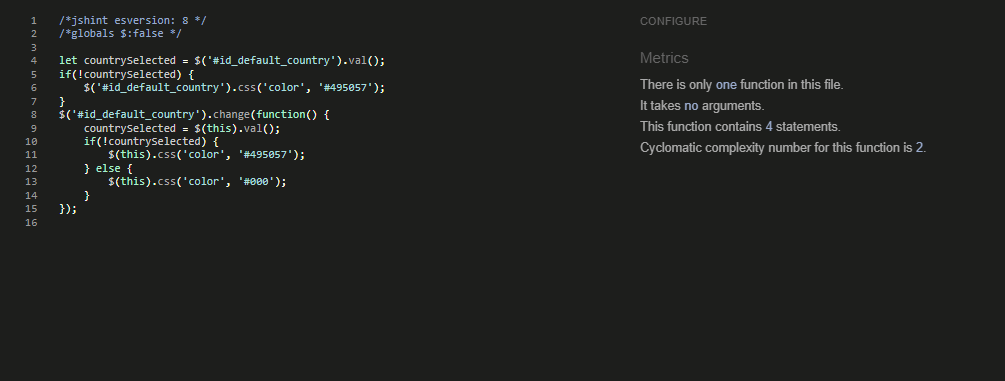 1 /*jshint esversion: 8 */
2 /*globals $:false */
3
4 let countrySelected = $('#id_default_country').val();
5 if(!countrySelected) {
6     $('#id_default_country').css('color', '#495057');
7 }
8 $('#id_default_country').change(function() {
9     countrySelected = $(this).val();
10     if(!countrySelected) {
11         $(this).css('color', '#495057');
12     } else {
13         $(this).css('color', '#000');
14     }
15 });
16
CONFIGURE
Metrics
There is only one function in this file.
It takes no arguments.
This function contains 4 statements.
Cyclomatic complexity number for this function is 2.